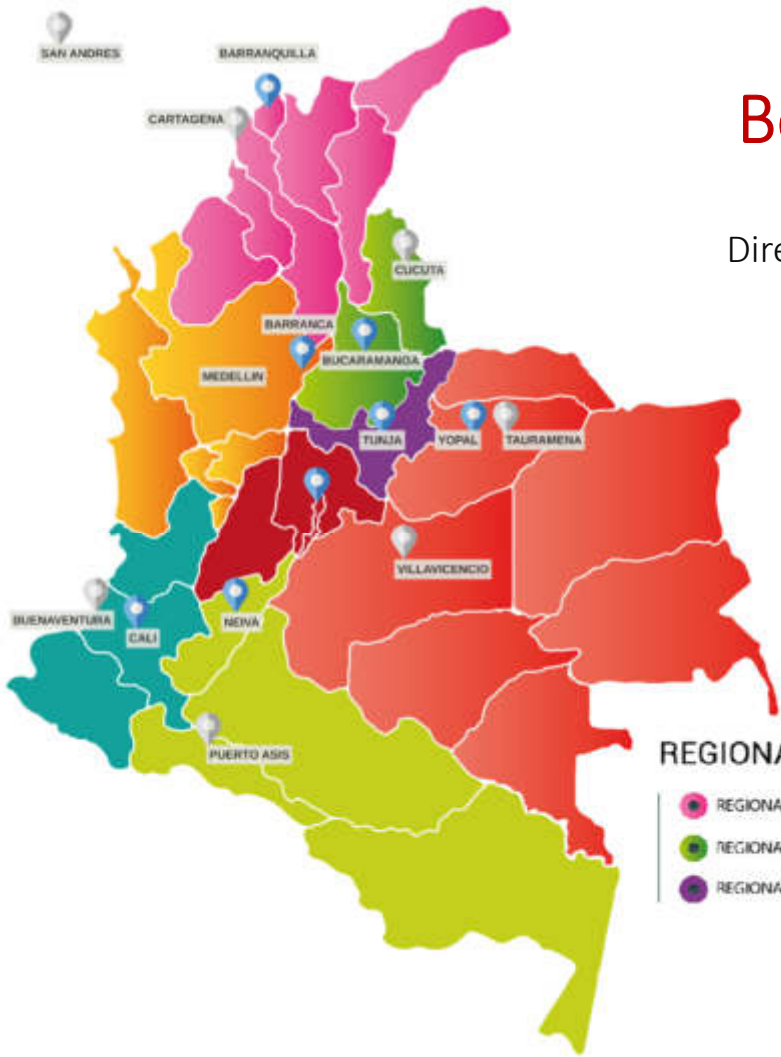 SAN ANDRES
BARRANQUILLA
CARTAGENA
CUCUTA
BARRANCA
BUCARAMANGA
MEDELLIN
TUNJA
YOPAL
TAURAMENA
VILLAVICENCIO
BUENAVENTURA
CALI
NEIVA
PUERTO ASIS
Dire
REGIONA
REGIONA
REGIONA
REGIONA